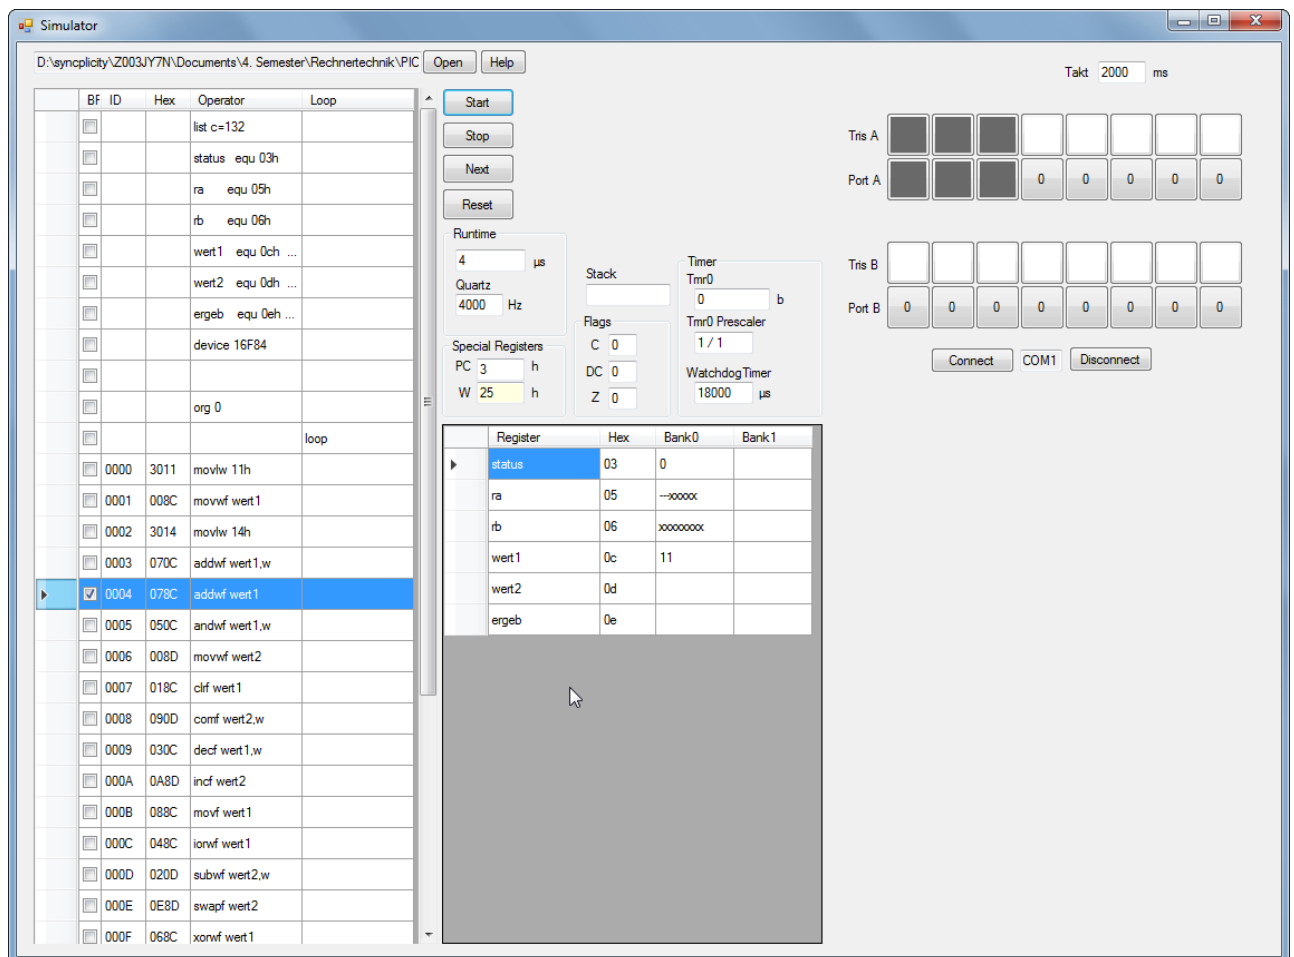 Simulator
D:\syncplicity\Z003JY7N\Documents\4. Semester\Rechnertechnik\PIC Open Help
Takt 2000 ms
BF ID Hex Operator Loop
list c=132
status equ 03h
ra equ 05h
rb equ 06h
wert1 equ 0ch ...
wert2 equ 0dh ...
ergeb equ 0eh ...
device 16F84
org 0
loop
0000 3011 movlw 11h
0001 008C movwf wert1
0002 3014 movlw 14h
0003 070C addwf wert1,w
0004 078C addwf wert1
0005 050C andwf wert1,w
0006 008D movwf wert2
0007 018C clrf wert1
0008 090D comf wert2,w
0009 030C decf wert1,w
000A 0A8D incf wert2
000B 088C movf wert1
000C 048C iorwf wert1
000D 020D subwf wert2,w
000E 0E8D swapf wert2
000F 068C xorwf wert1
Start
Stop
Next
Reset
Runtime
4 µs
Quartz
4000 Hz
Special Registers
PC 3 h
W 25 h
Stack
Flags
C 0
DC 0
Z 0
Timer
Tmr0
0 b
Tmr0 Prescaler
1 / 1
WatchdogTimer
18000 µs
Register Hex Bank0 Bank1
status 03 0
ra 05 ---xxxxx
rb 06 xxxxxxxx
wert1 0c 11
wert2 0d
ergeb 0e
Tris A
Port A 0 0 0 0 0
Tris B
Port B 0 0 0 0 0 0 0 0
Connect COM1 Disconnect